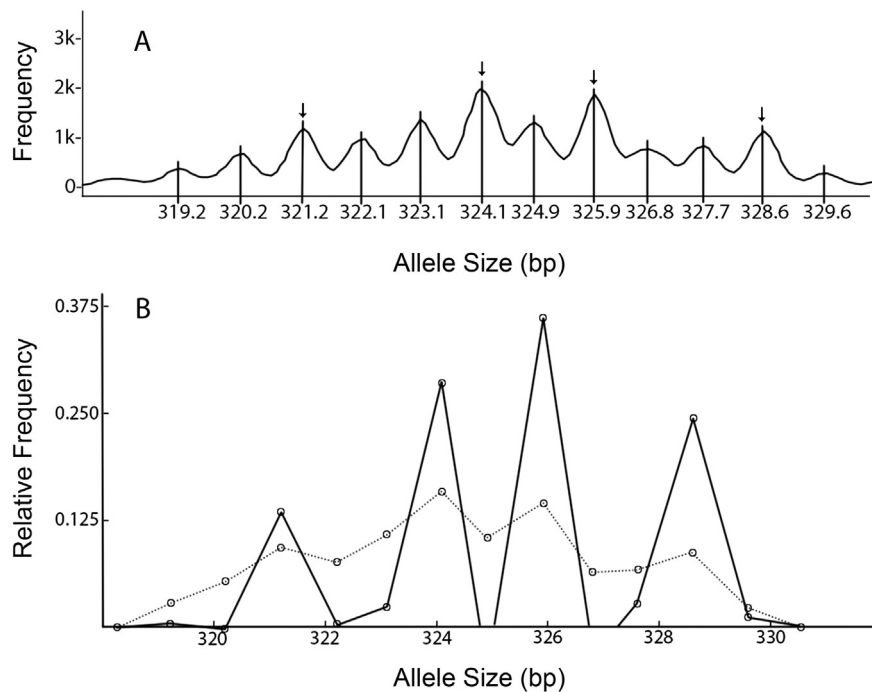 A
Frequency
3k
2k
1k
0
319.2 320.2 321.2 322.1 323.1 324.1 324.9 325.9 326.8 327.7 328.6 329.6
Allele Size (bp)
B
Relative Frequency
0.375
0.250
0.125
320 322 324 326 328 330
Allele Size (bp)